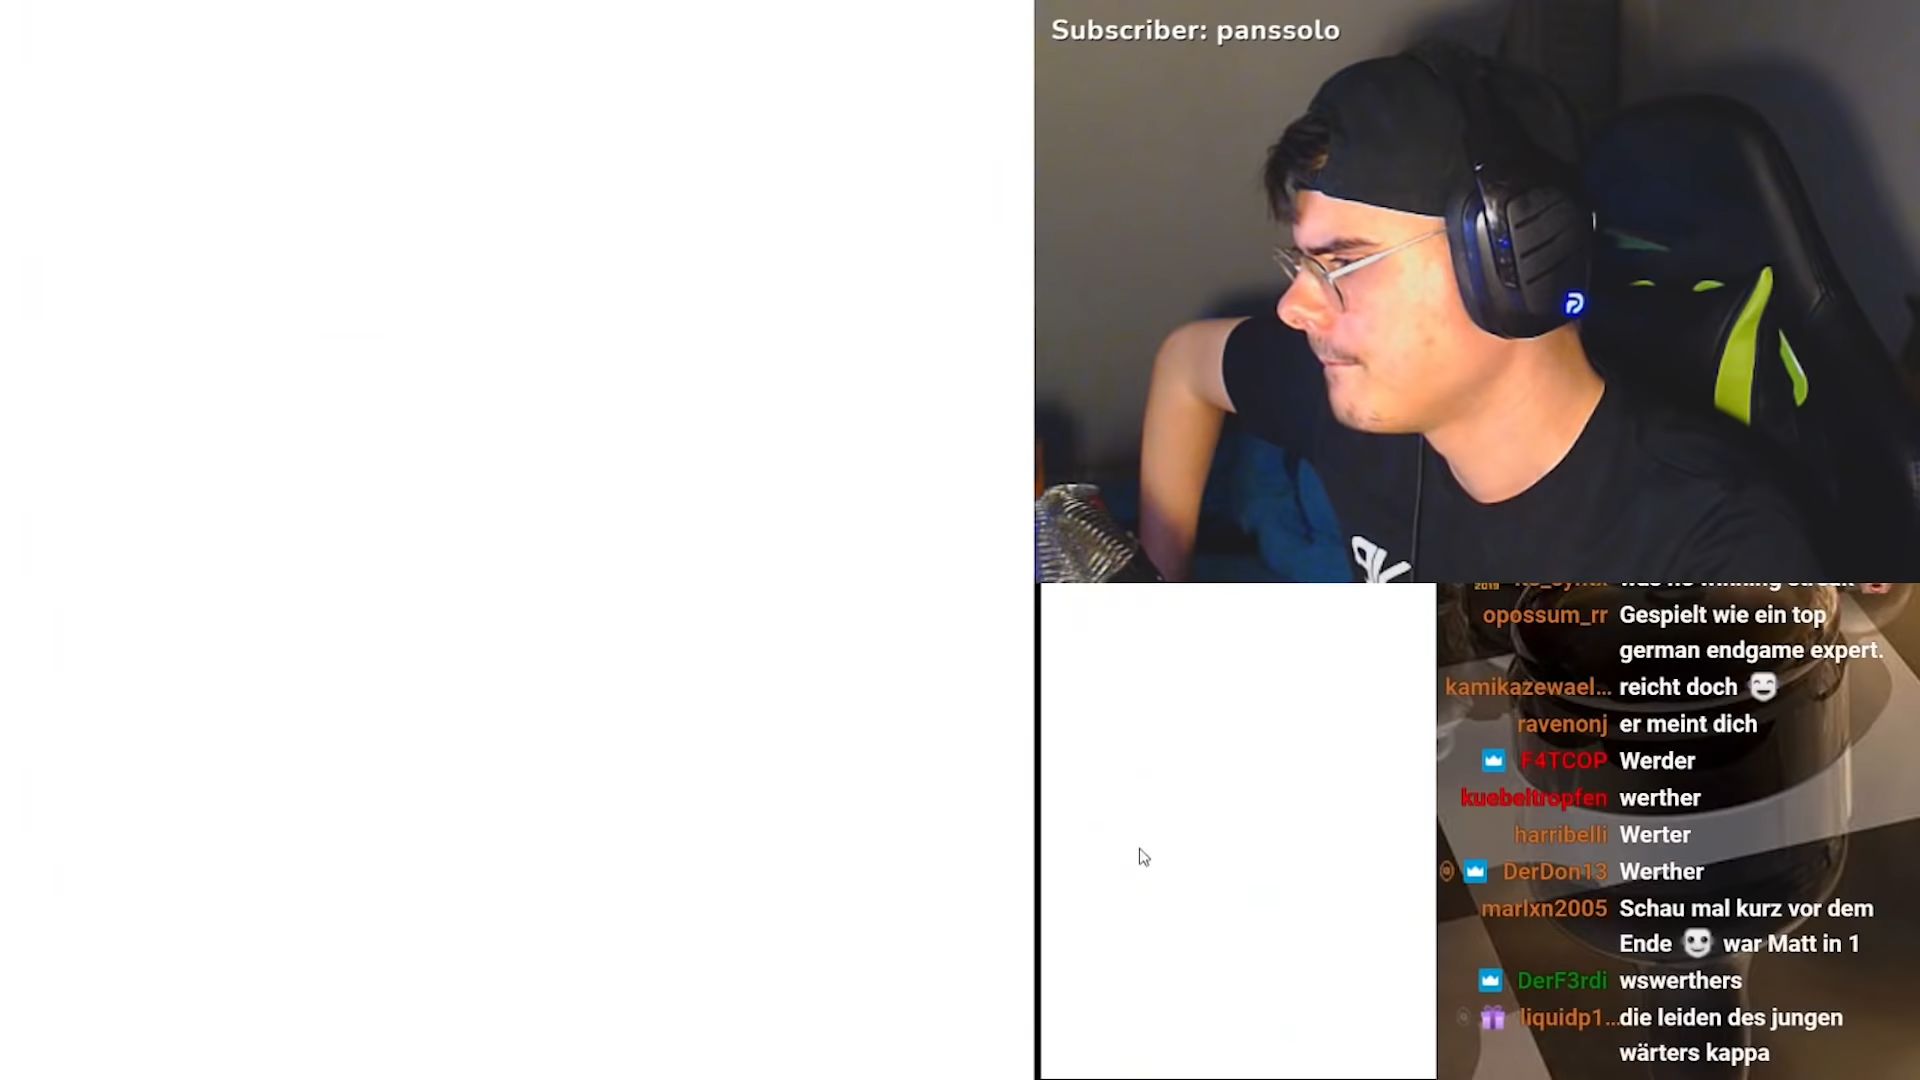 Subscriber: panssolo
opossum_rr Gespielt wie ein top
german endgame expert.
kamikazewael... reicht doch
ravenonj er meint dich
F4TCOP Werder
kuebeltropfen werther
harribelli Werter
DerDon13 Werther
marlxn2005 Schau mal kurz vor dem
Ende war Matt in 1
DerF3rdi wswerthers
liquidp1... die leiden des jungen
wärters kappa